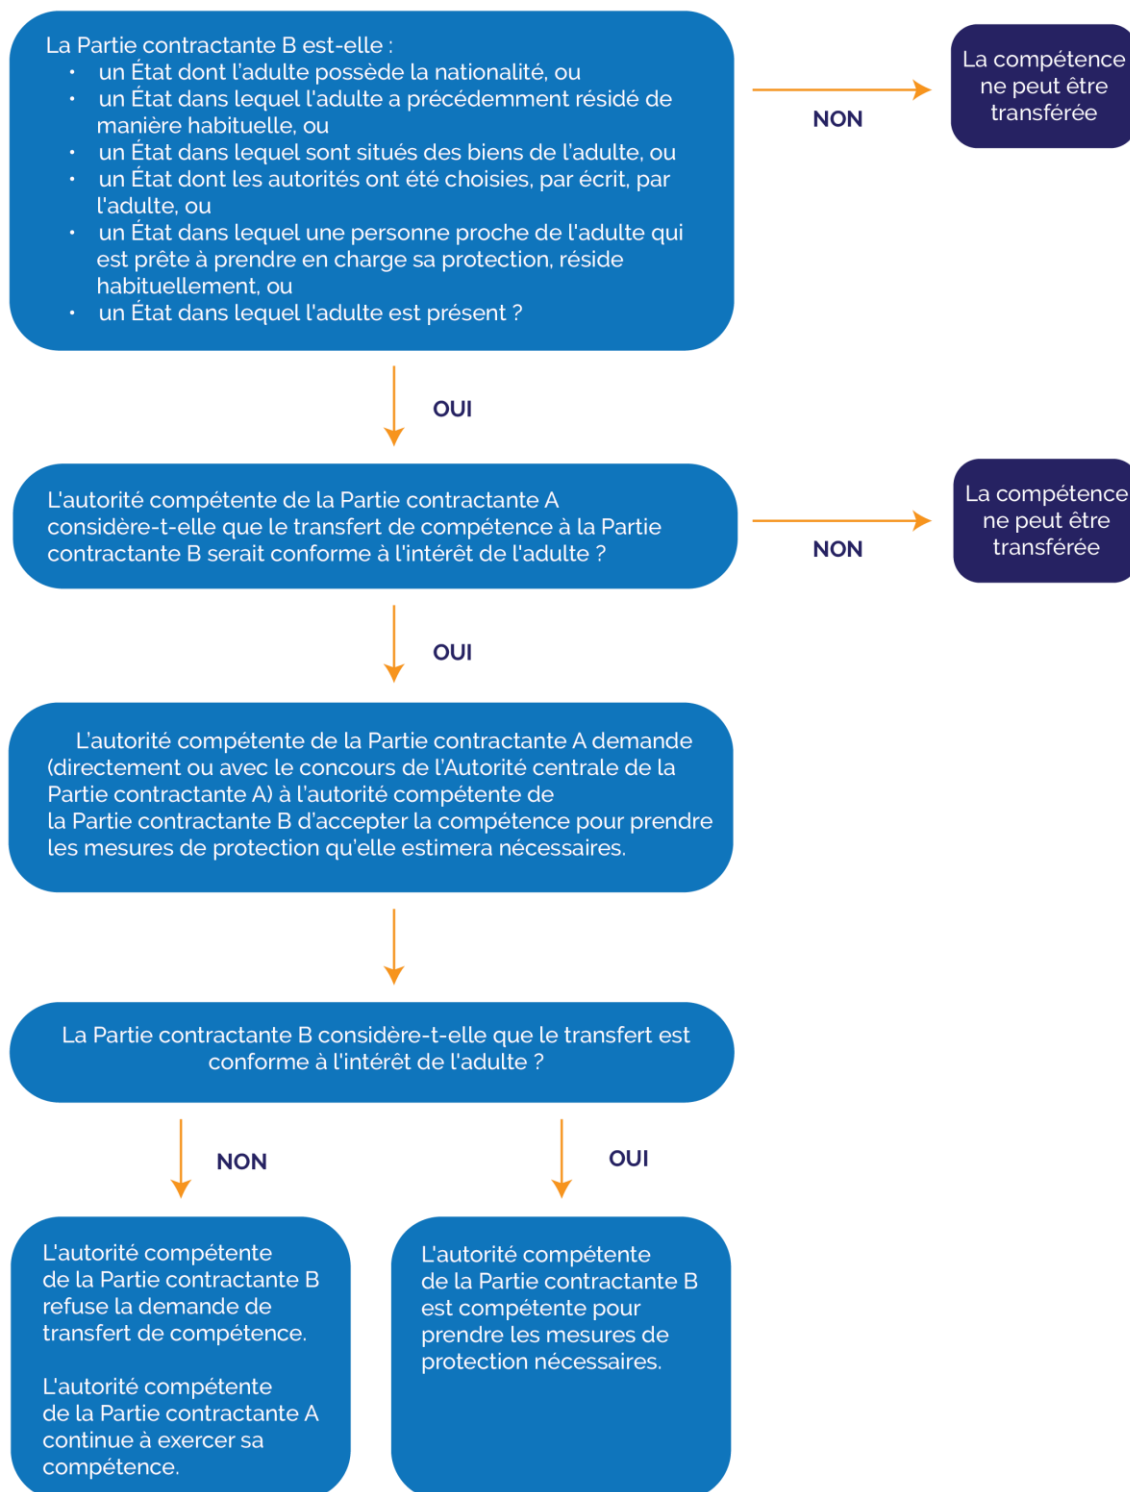 La Partie contractante B est-elle :
• un État dont l’adulte possède la nationalité, ou
• un État dans lequel l'adulte a précédemment résidé de
manière habituelle, ou
• un État dans lequel sont situés des biens de l’adulte, ou
• un État dont les autorités ont été choisies, par écrit, par
l'adulte, ou
• un État dans lequel une personne proche de l'adulte qui
est prête à prendre en charge sa protection, réside
habituellement, ou
• un État dans lequel l'adulte est présent ?
NON
La compétence
ne peut être
transférée
OUI
L'autorité compétente de la Partie contractante A
considère-t-elle que le transfert de compétence à la Partie
contractante B serait conforme à l'intérêt de l'adulte ?
NON
La compétence
ne peut être
transférée
OUI
L’autorité compétente de la Partie contractante A demande
(directement ou avec le concours de l’Autorité centrale de la
Partie contractante A) à l’autorité compétente de
la Partie contractante B d’accepter la compétence pour prendre
les mesures de protection qu’elle estimera nécessaires.
La Partie contractante B considère-t-elle que le transfert est
conforme à l'intérêt de l'adulte ?
NON
OUI
L'autorité compétente
de la Partie contractante B
refuse la demande de
transfert de compétence.
L'autorité compétente
de la Partie contractante A
continue à exercer sa
compétence.
L'autorité compétente
de la Partie contractante B
est compétente pour
prendre les mesures de
protection nécessaires.